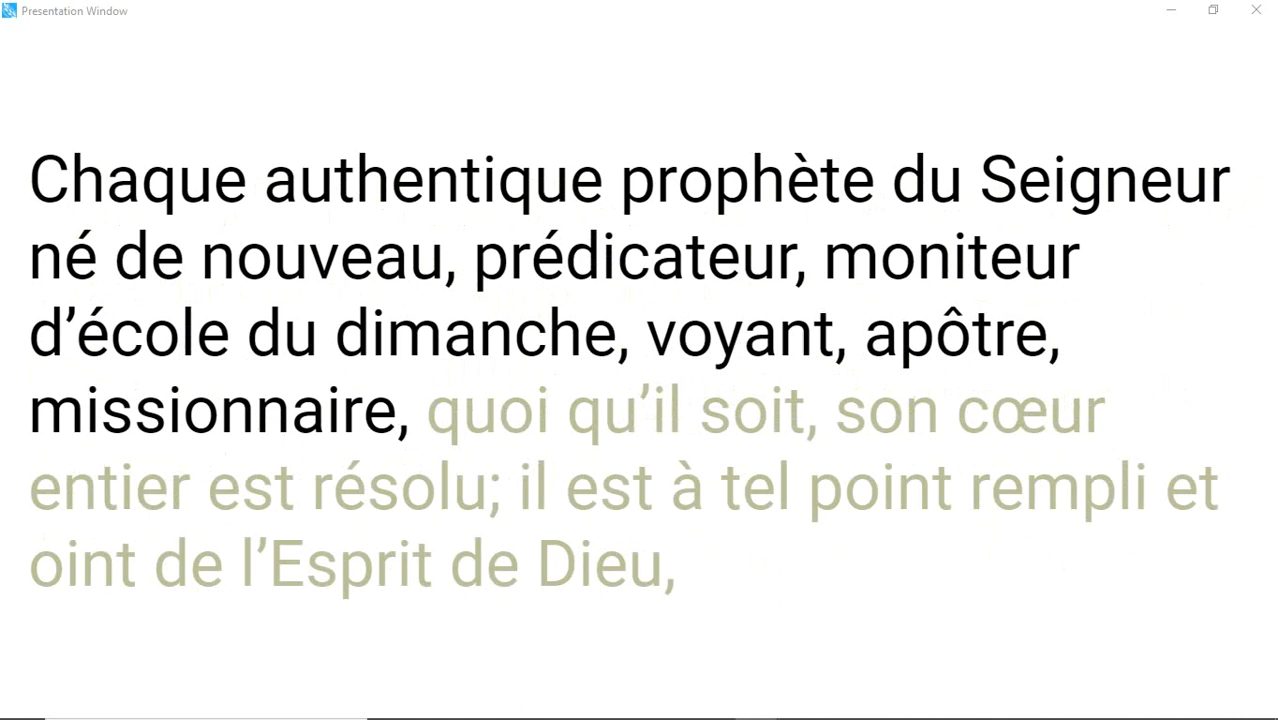 Presentation Window
Chaque authentique prophète du Seigneur
né de nouveau, prédicateur, moniteur
d’école du dimanche, voyant, apôtre,
missionnaire, quoi qu’il soit, son cœur
entier est résolu; il est à tel point rempli et
oint de l’Esprit de Dieu,